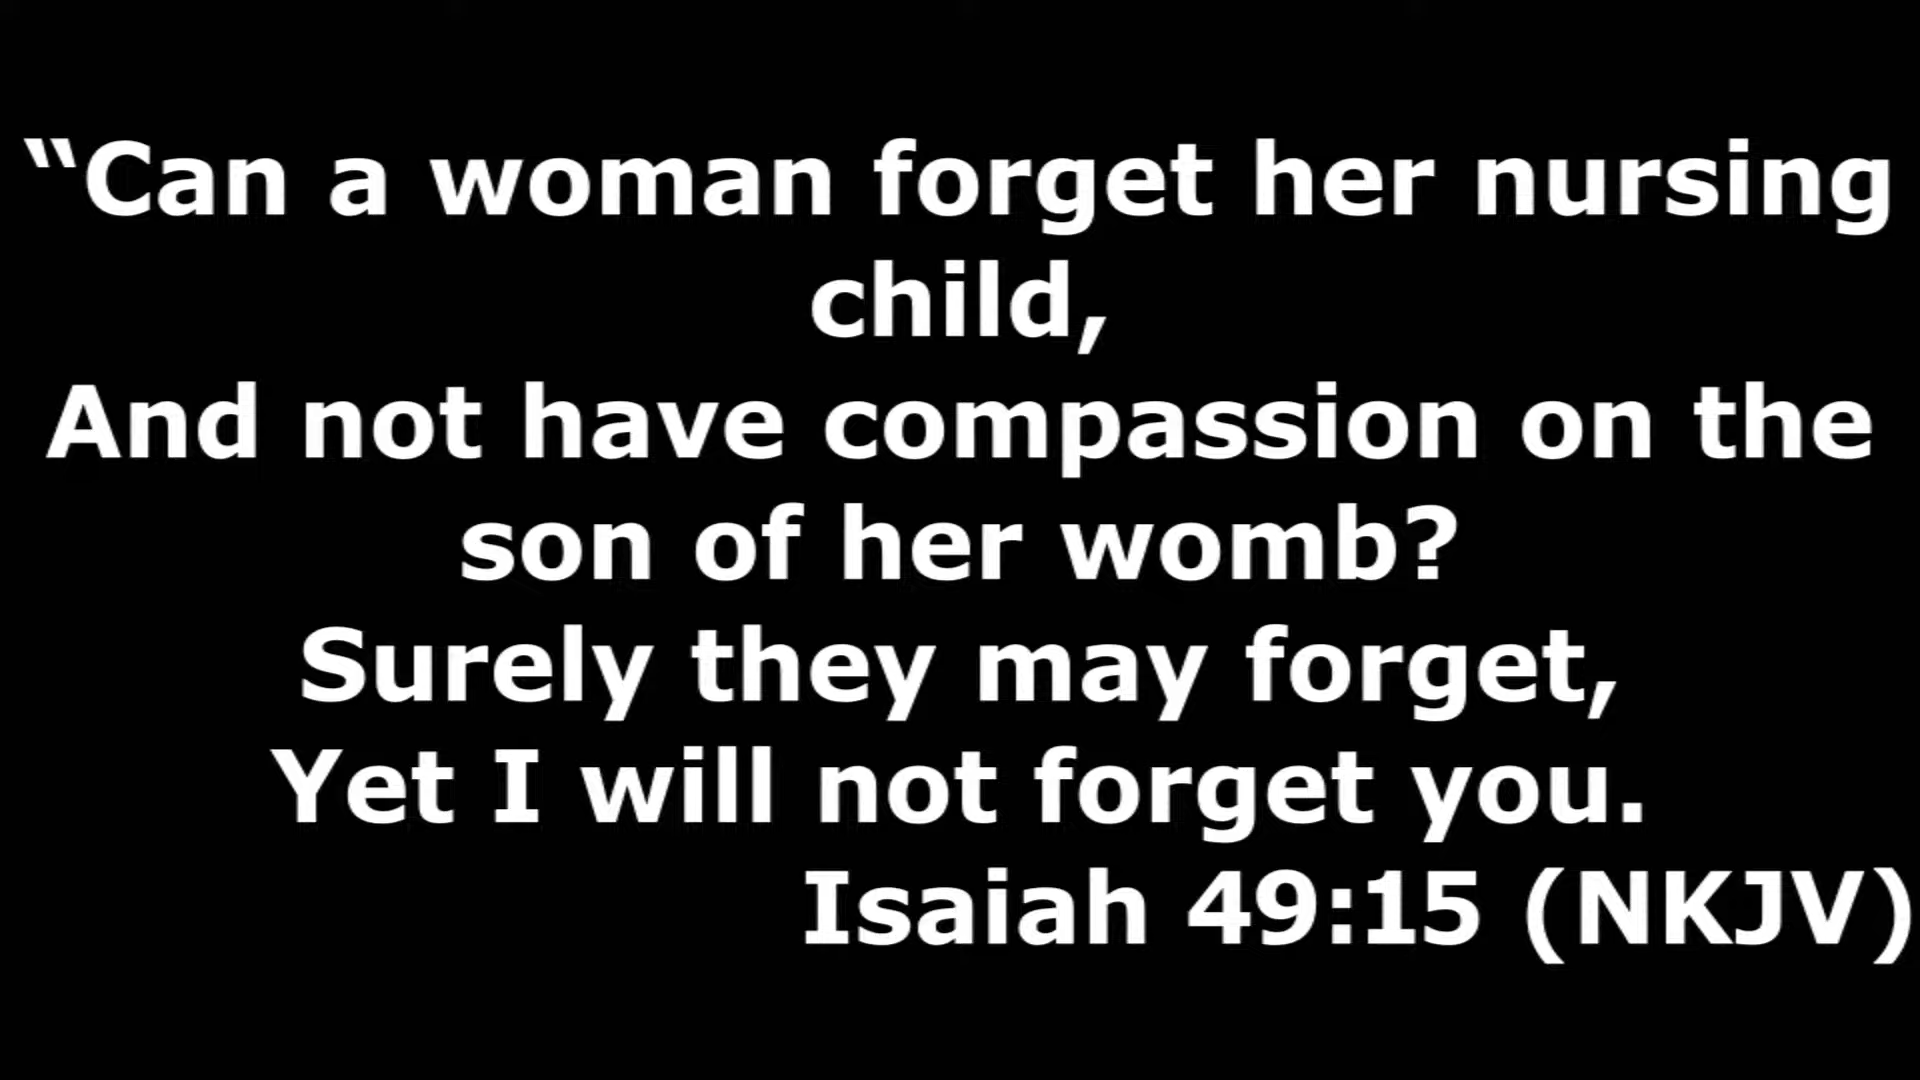 “Can a woman forget her nursing
child,
And not have compassion on the
son of her womb?
Surely they may forget,
Yet I will not forget you.
Isaiah 49:15 (NKJV)